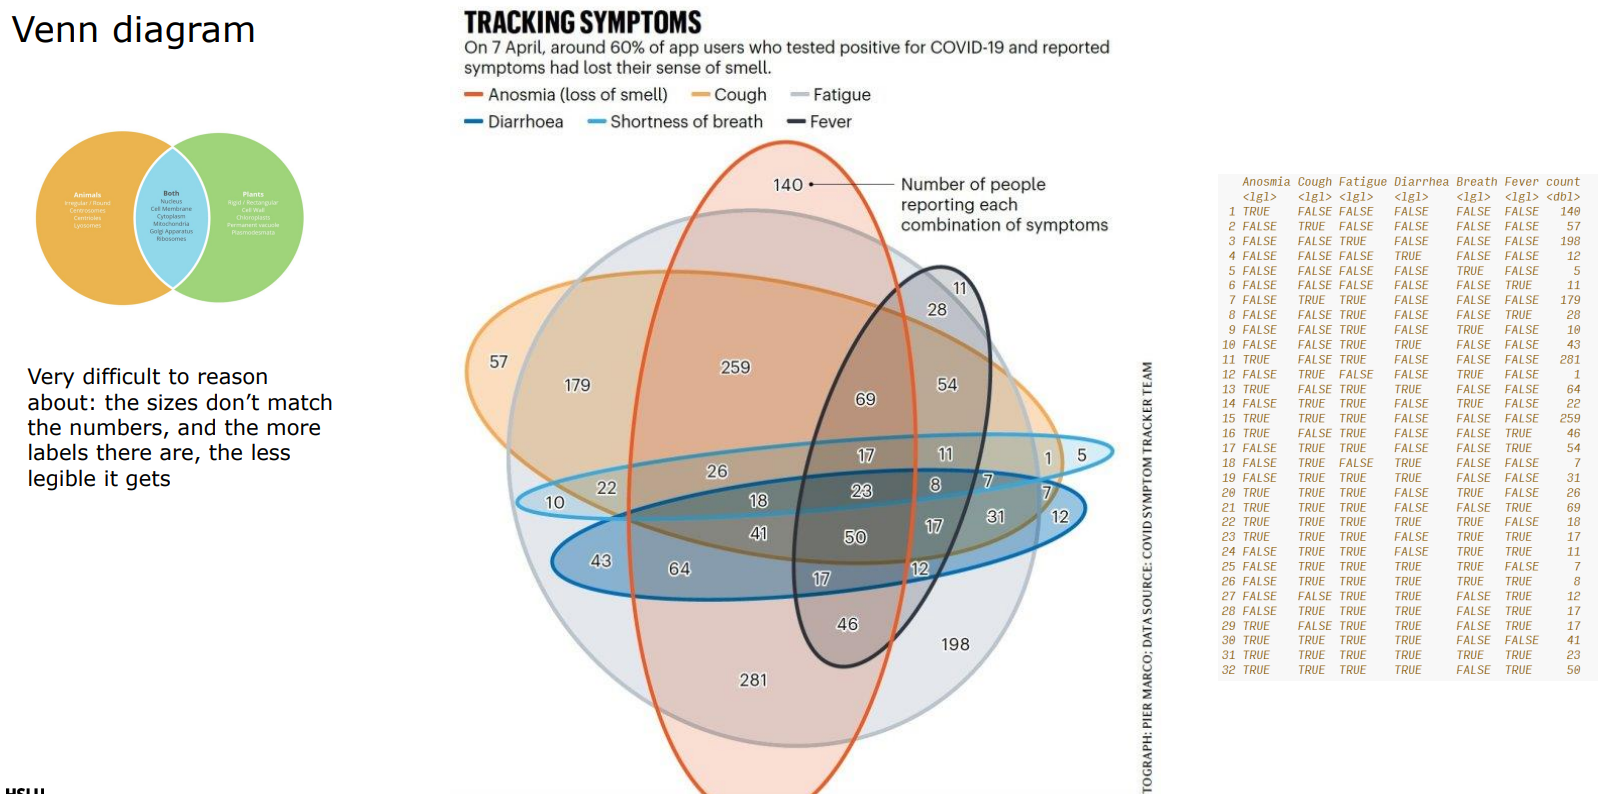 Venn diagram
Animals
Irregular / Round
Centrosomes
Centrioles
Lysosomes
Both
Nucleus
Cell Membrane
Cytoplasm
Mitochondria
Golgi Apparatus
Ribosomes
Plants
Rigid / Rectangular
Cell Wall
Chloroplasts
Permanent vacuole
Plasmodesmata
Very difficult to reason
about: the sizes don’t match
the numbers, and the more
labels there are, the less
legible it gets
TRACKING SYMPTOMS
On 7 April, around 60% of app users who tested positive for COVID-19 and reported
symptoms had lost their sense of smell.
Anosmia (loss of smell) Cough Fatigue
Diarrhoea Shortness of breath Fever
140
Number of people
reporting each
combination of symptoms
11
28
57
259
179
54
69
17 11 1 5
26
22 18 23 8 7 7
10
41 50 17 31 12
43 64 17 12
46
198
281
TOGRAPH: PIER MARCO; DATA SOURCE: COVID SYMPTOM TRACKER TEAM
Anosmia Cough Fatigue Diarrhea Breath Fever count
<lgl> <lgl> <lgl> <lgl> <lgl> <lgl> <dbl>
1 TRUE FALSE FALSE FALSE FALSE FALSE 140
2 FALSE TRUE FALSE FALSE FALSE FALSE 57
3 FALSE FALSE TRUE FALSE FALSE FALSE 198
4 FALSE FALSE FALSE TRUE FALSE FALSE 12
5 FALSE FALSE FALSE FALSE TRUE FALSE 5
6 FALSE FALSE FALSE FALSE FALSE TRUE 11
7 FALSE TRUE TRUE FALSE FALSE FALSE 179
8 FALSE FALSE TRUE FALSE FALSE TRUE 28
9 FALSE FALSE TRUE FALSE TRUE FALSE 10
10 FALSE FALSE TRUE TRUE FALSE FALSE 43
11 TRUE FALSE TRUE FALSE FALSE FALSE 281
12 FALSE TRUE FALSE FALSE TRUE FALSE 1
13 TRUE FALSE TRUE TRUE FALSE FALSE 64
14 FALSE TRUE TRUE FALSE TRUE FALSE 22
15 TRUE TRUE TRUE FALSE FALSE FALSE 259
16 TRUE FALSE TRUE FALSE FALSE TRUE 46
17 FALSE TRUE TRUE FALSE FALSE TRUE 54
18 FALSE TRUE FALSE TRUE FALSE FALSE 7
19 FALSE TRUE TRUE TRUE FALSE FALSE 31
20 TRUE TRUE TRUE FALSE TRUE FALSE 26
21 TRUE TRUE TRUE FALSE FALSE TRUE 69
22 TRUE TRUE TRUE TRUE TRUE FALSE 18
23 TRUE TRUE TRUE FALSE TRUE TRUE 17
24 FALSE TRUE TRUE FALSE TRUE TRUE 11
25 FALSE TRUE TRUE TRUE TRUE FALSE 7
26 FALSE TRUE TRUE TRUE TRUE TRUE 8
27 FALSE FALSE TRUE TRUE FALSE TRUE 12
28 FALSE TRUE TRUE TRUE FALSE TRUE 17
29 TRUE FALSE TRUE TRUE FALSE TRUE 17
30 TRUE TRUE TRUE TRUE FALSE FALSE 41
31 TRUE TRUE TRUE TRUE TRUE TRUE 23
32 TRUE TRUE TRUE TRUE FALSE TRUE 50